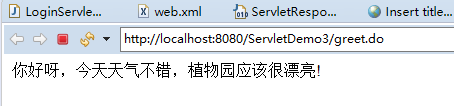 LoginServle... web.xml ServletRespo... Insert title...
http://localhost:8080/ServletDemo3/greet.do
你好呀，今天天气不错，植物园应该很漂亮!